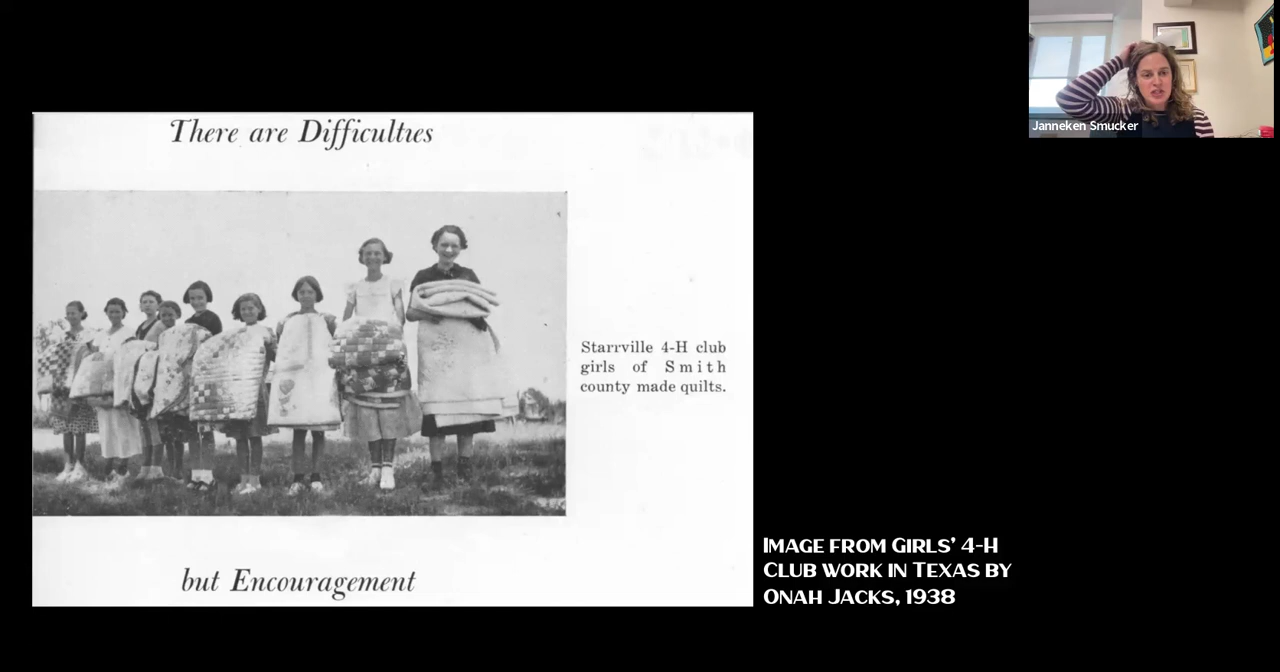 Janneken Smucker
There are Difficulties
Starrville 4-H club
girls of Smith
county made quilts.
but Encouragement
Image from Girls' 4-H
Club work in Texas by
Onah Jacks, 1938